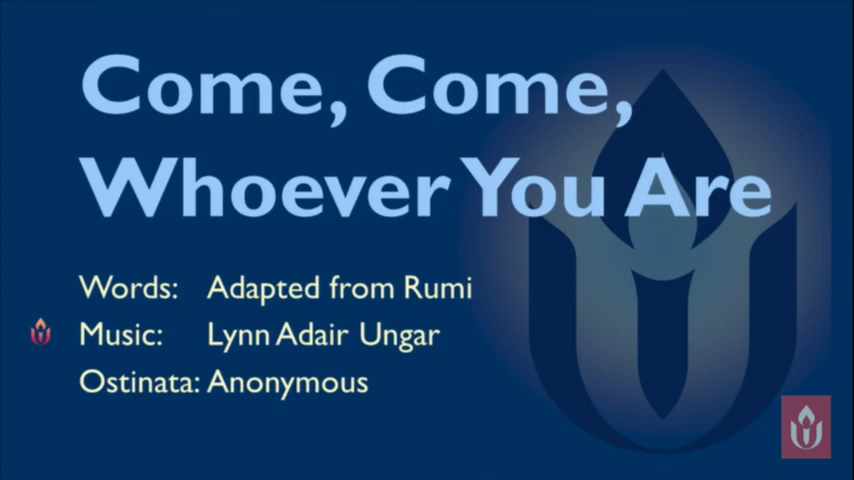 Come, Come,
Whoever You Are
Words: Adapted from Rumi
Music: Lynn Adair Ungar
Ostinata: Anonymous